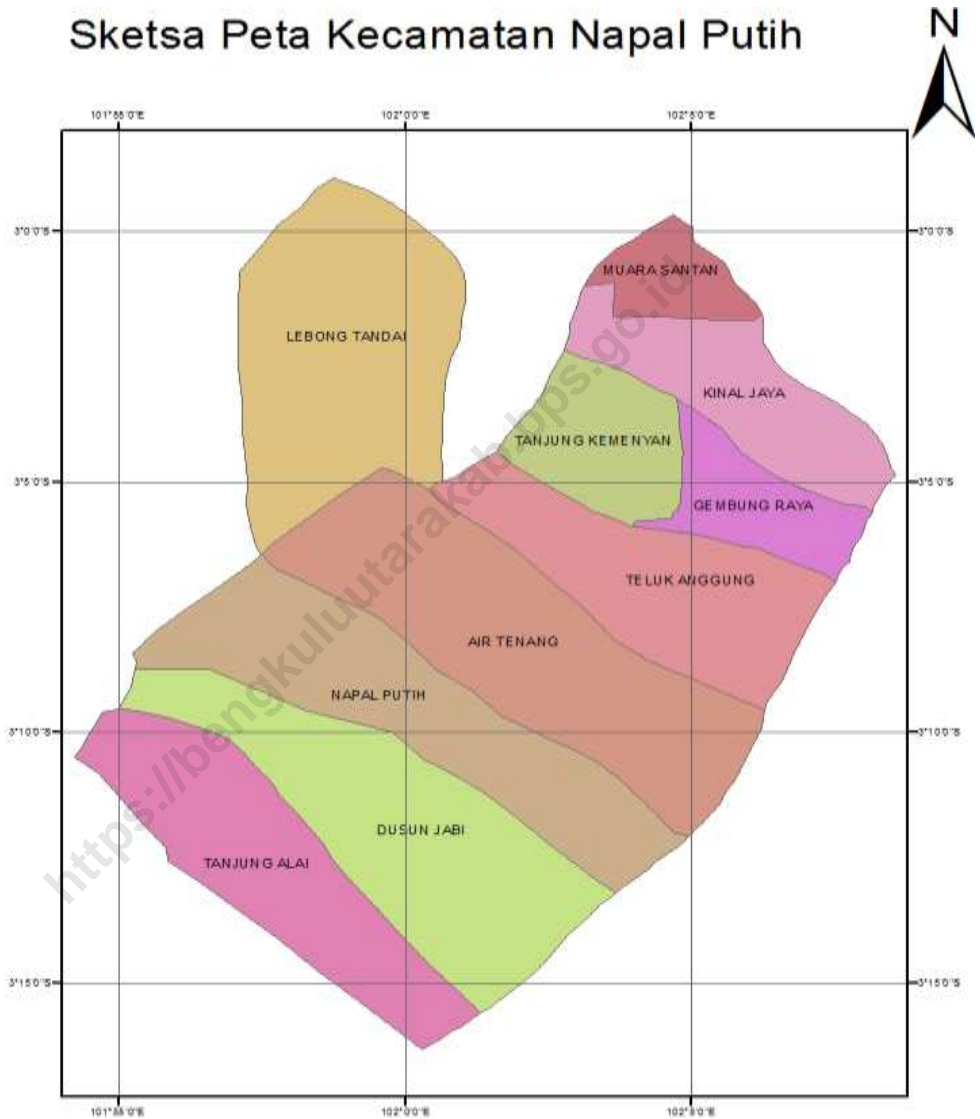 Sketsa Peta Kecamatan Napal Putih
N
101°55'0"E
102°0'0"E
102°5'0"E
3°0'0"S
3°0'0"S
MUARA SANTAN
LEBONG TANDAI
KINAL JAYA
TANJUNG KEMENYAN
3°5'0"S
3°5'0"S
GEMBUNG RAYA
TELUK ANGGUNG
AIR TENANG
NAPAL PUTIH
3°10'0"S
3°10'0"S
DUSUN JABI
TANJUNG ALAI
3°15'0"S
3°15'0"S
101°55'0"E
102°0'0"E
102°5'0"E
https://bengkuluutarakab.bps.go.id